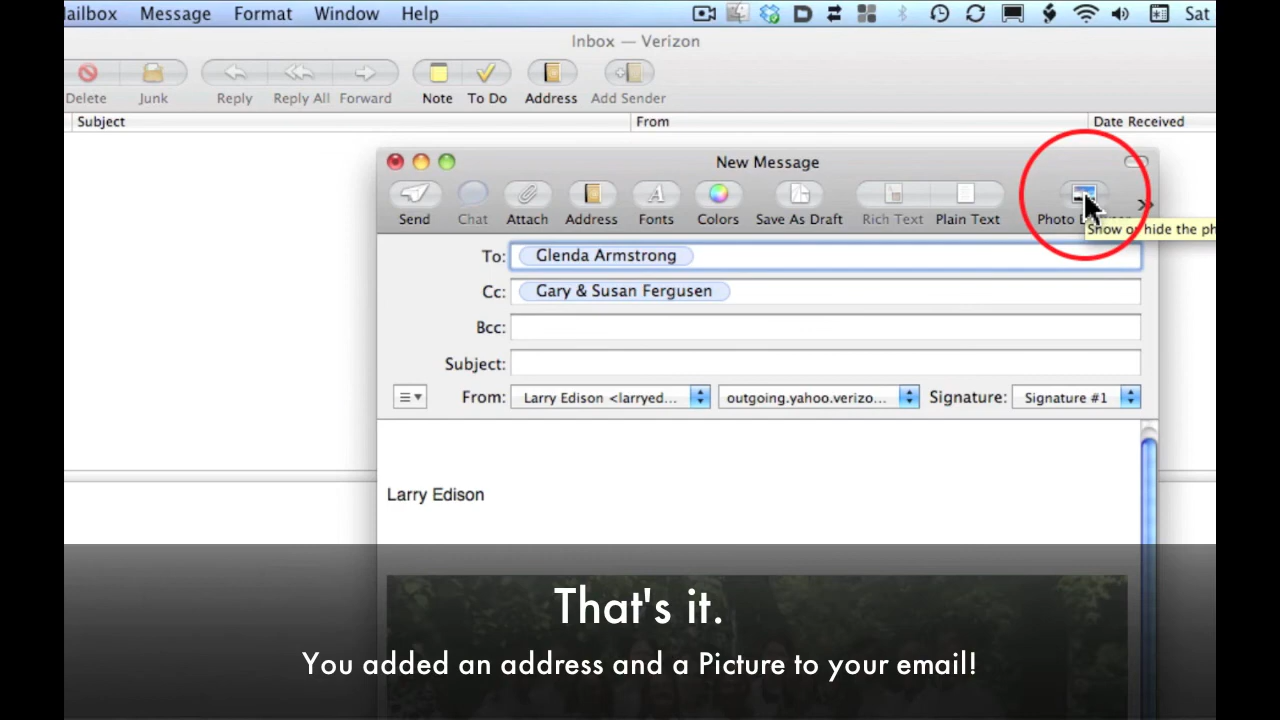 ailbox Message Format Window Help Sat
Inbox — Verizon
Delete Junk Reply Reply All Forward Note To Do Address Add Sender
Subject From Date Received
New Message
Send Chat Attach Address Fonts Colors Save As Draft Rich Text Plain Text Photo
Show or hide the ph
To: Glenda Armstrong
Cc: Gary & Susan Fergusen
Bcc:
Subject:
From: Larry Edison <larryed... outgoing.yahoo.verizo... Signature: Signature #1
Larry Edison
That's it.
You added an address and a Picture to your email!